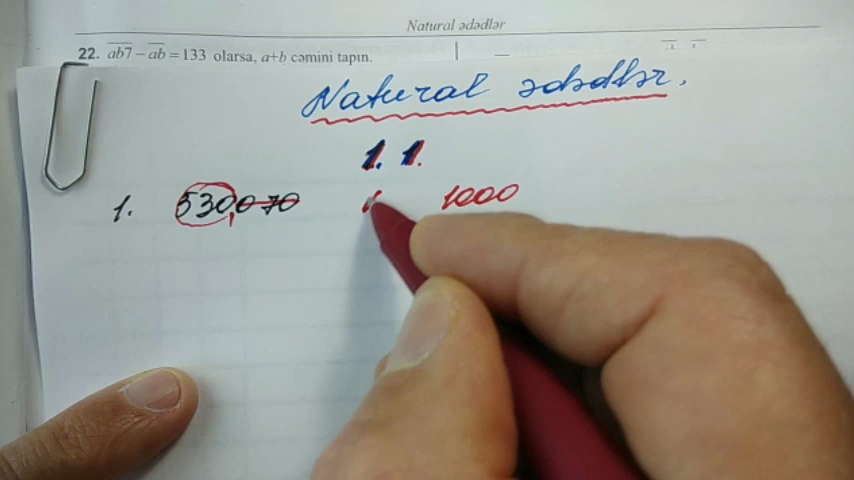 Natural ədədlər
22. ab7 – ab = 133 olarsa, a+b cəmini tapın.
Natural ədədlər.
1. 1.
1. 530070 1000